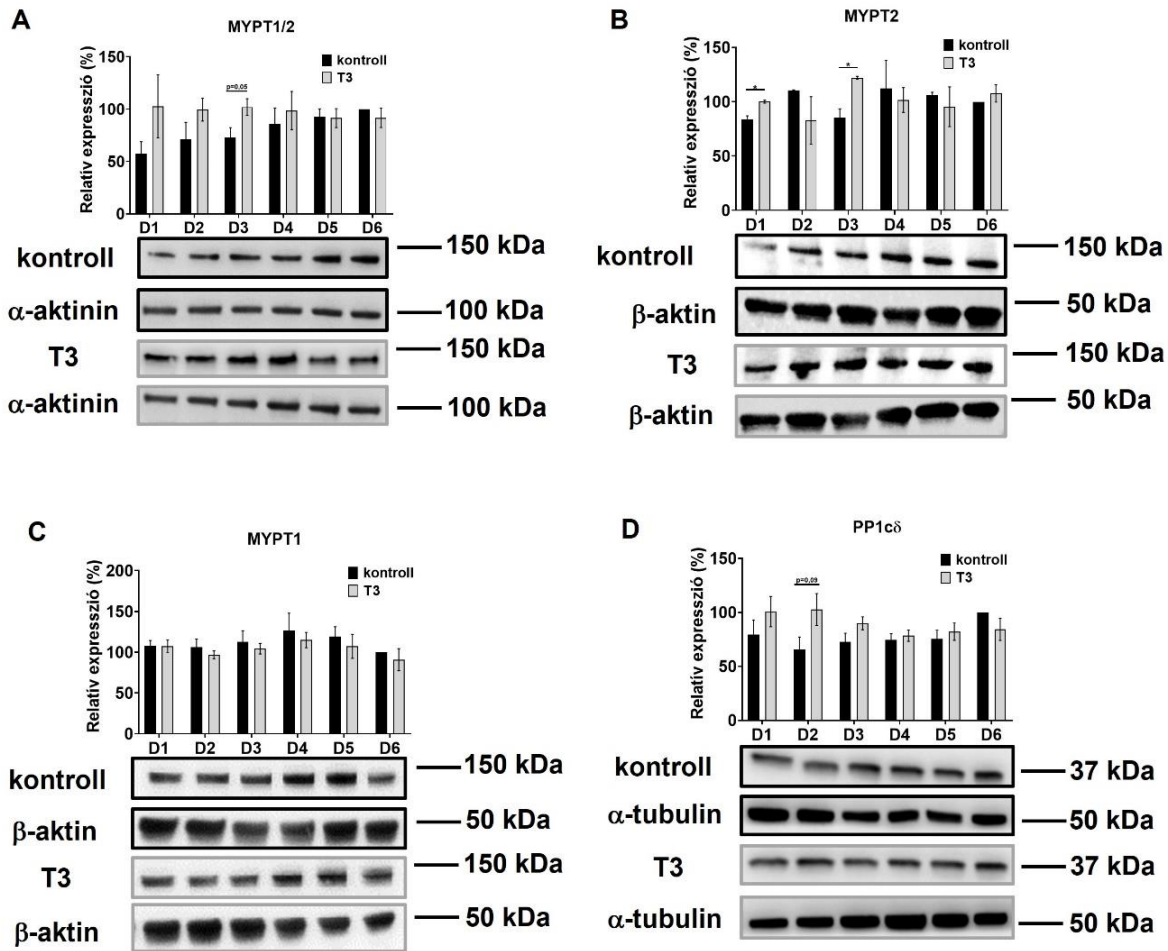 A
MYPT1/2
Relatív expresszió (%)
150
100
50
0
kontroll
T3
p=0,05
D1 D2 D3 D4 D5 D6
kontroll
150 kDa
α-aktinin
100 kDa
T3
150 kDa
α-aktinin
100 kDa
B
MYPT2
Relatív expresszió (%)
150
100
50
0
kontroll
T3
*
*
D1 D2 D3 D4 D5 D6
kontroll
150 kDa
β-aktin
50 kDa
T3
150 kDa
β-aktin
50 kDa
C
MYPT1
Relatív expresszió (%)
200
150
100
50
0
kontroll
T3
D1 D2 D3 D4 D5 D6
kontroll
150 kDa
β-aktin
50 kDa
T3
150 kDa
β-aktin
50 kDa
D
PP1cδ
Relatív expresszió (%)
150
100
50
0
kontroll
T3
p=0,09
D1 D2 D3 D4 D5 D6
kontroll
37 kDa
α-tubulin
50 kDa
T3
37 kDa
α-tubulin
50 kDa